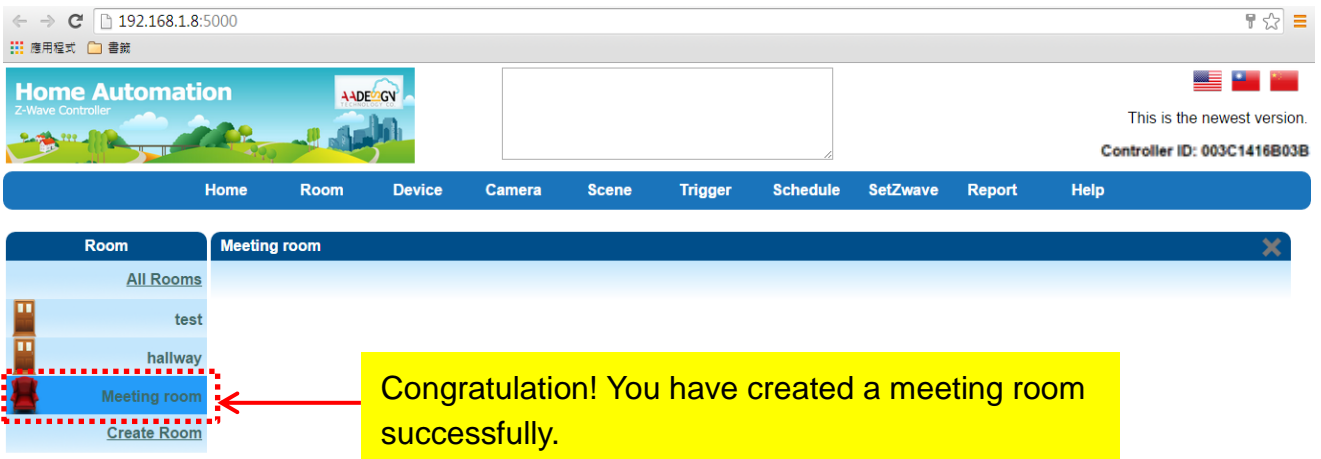 192.168.1.8:5000
應用程式 書籤
Home Automation
Z-Wave Controller
AADESIGN
TECHNOLOGY CO.
This is the newest version.
Controller ID: 003C1416B03B
Home Room Device Camera Scene Trigger Schedule SetZwave Report Help
Room
Meeting room
All Rooms
test
hallway
Meeting room
Create Room
Congratulation! You have created a meeting room
successfully.